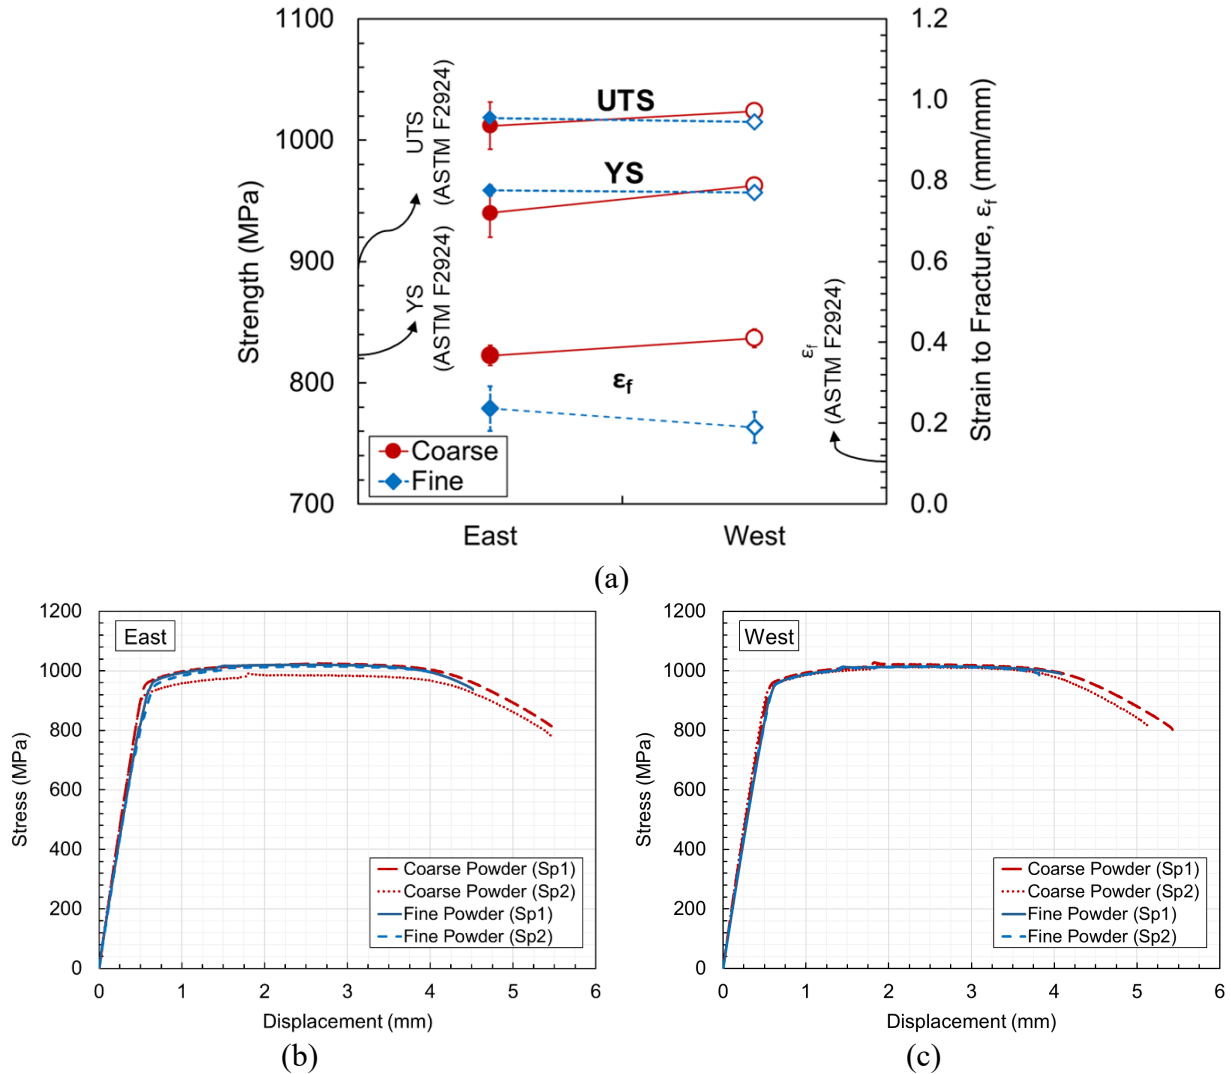 1100
1000
900
800
700
Strength (MPa)
UTS
(ASTM F2924)
YS
(ASTM F2924)
UTS
YS
εf
εf
(ASTM F2924)
Coarse
Fine
East
West
1.2
1.0
0.8
0.6
0.4
0.2
0.0
Strain to Fracture, εf (mm/mm)
(a)
1200
1000
800
600
400
200
0
Stress (MPa)
East
Coarse Powder (Sp1)
Coarse Powder (Sp2)
Fine Powder (Sp1)
Fine Powder (Sp2)
0 1 2 3 4 5 6
Displacement (mm)
(b)
1200
1000
800
600
400
200
0
Stress (MPa)
West
Coarse Powder (Sp1)
Coarse Powder (Sp2)
Fine Powder (Sp1)
Fine Powder (Sp2)
0 1 2 3 4 5 6
Displacement (mm)
(c)